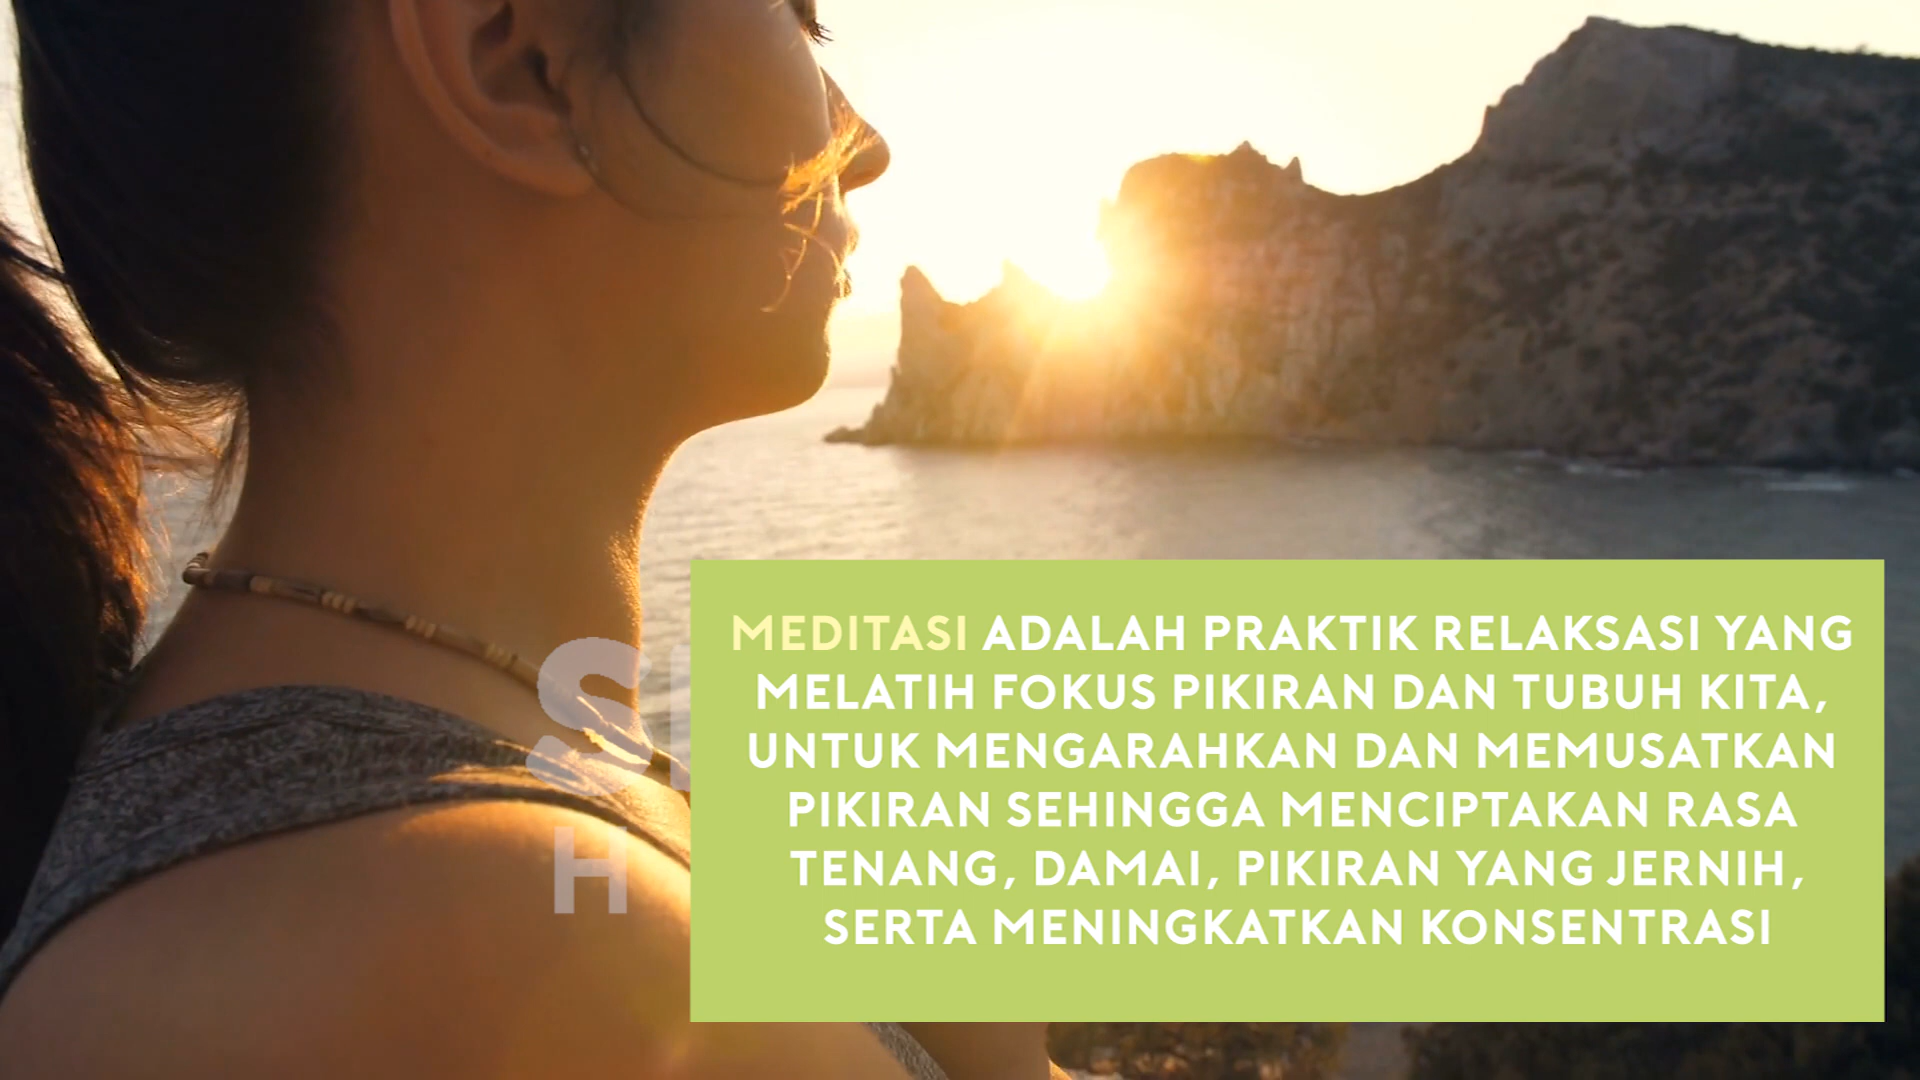 MEDITASI ADALAH PRAKTIK RELAKSASI YANG
MELATIH FOKUS PIKIRAN DAN TUBUH KITA,
UNTUK MENGARAHKAN DAN MEMUSATKAN
PIKIRAN SEHINGGA MENCIPTAKAN RASA
TENANG, DAMAI, PIKIRAN YANG JERNIH,
SERTA MENINGKATKAN KONSENTRASI